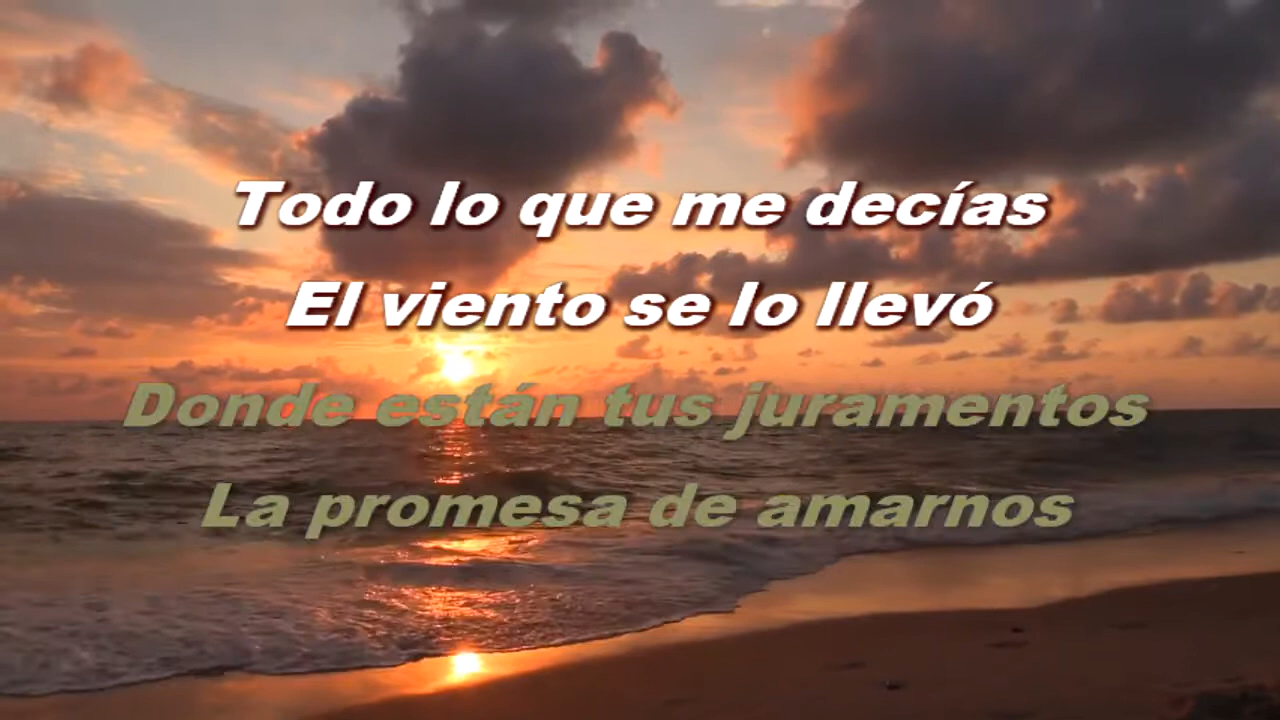 Todo lo que me decías
El viento se lo llevó
Donde están tus juramentos
La promesa de amarnos